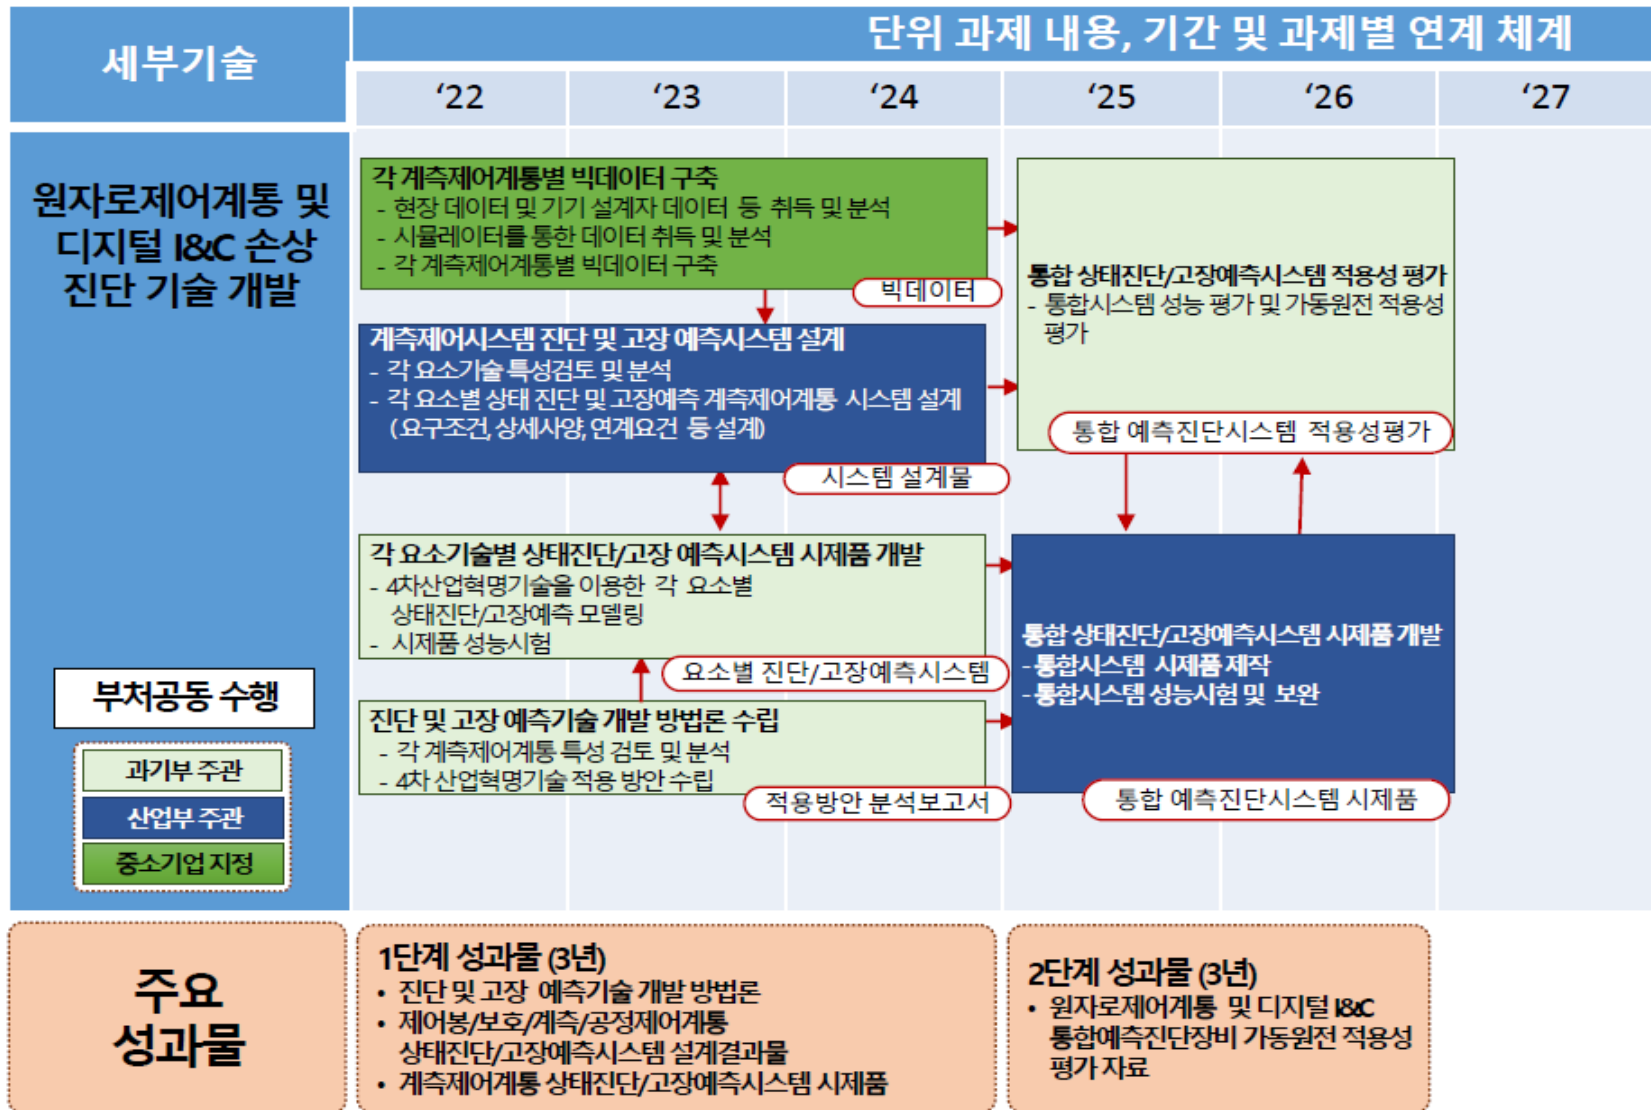 세부기술
단위 과제 내용, 기간 및 과제별 연계 체계
‘22
‘23
‘24
‘25
‘26
‘27
원자로제어계통 및
디지털 I&C 손상
진단 기술 개발
부처공동 수행
과기부 주관
산업부 주관
중소기업 지정
각 계측제어계통별 빅데이터 구축
- 현장 데이터 및 기기 설계자 데이터 등 취득 및 분석
- 시뮬레이터를 통한 데이터 취득 및 분석
- 각 계측제어계통별 빅데이터 구축
빅데이터
계측제어시스템 진단 및 고장 예측시스템 설계
- 각 요소기술 특성검토 및 분석
- 각 요소별 상태 진단 및 고장예측 계측제어계통 시스템 설계
(요구조건, 상세사양, 연계요건 등 설계)
시스템 설계물
각 요소기술별 상태진단/고장 예측시스템 시제품 개발
- 4차산업혁명기술을 이용한 각 요소별
상태진단/고장예측 모델링
- 시제품 성능시험
요소별 진단/고장예측시스템
진단 및 고장 예측기술 개발 방법론 수립
- 각 계측제어계통 특성 검토 및 분석
- 4차 산업혁명기술 적용 방안 수립
적용방안 분석보고서
통합 상태진단/고장예측시스템 적용성 평가
- 통합시스템 성능 평가 및 가동원전 적용성
평가
통합 예측진단시스템 적용성평가
통합 상태진단/고장예측시스템 시제품 개발
- 통합시스템 시제품 제작
- 통합시스템 성능시험 및 보완
통합 예측진단시스템 시제품
주요
성과물
1단계 성과물 (3년)
• 진단 및 고장 예측기술 개발 방법론
• 제어봉/보호/계측/공정제어계통
상태진단/고장예측시스템 설계결과물
• 계측제어계통 상태진단/고장예측시스템 시제품
2단계 성과물 (3년)
• 원자로제어계통 및 디지털 I&C
통합예측진단장비 가동원전 적용성
평가 자료